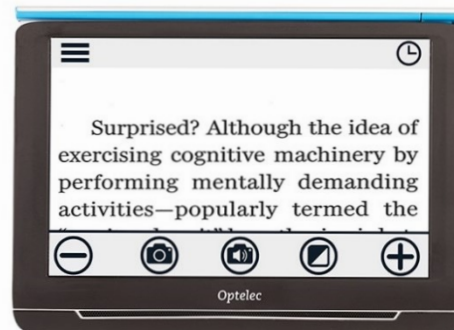 Surprised? Although the idea of
exercising cognitive machinery by
performing mentally demanding
activities—popularly termed the
Optelec